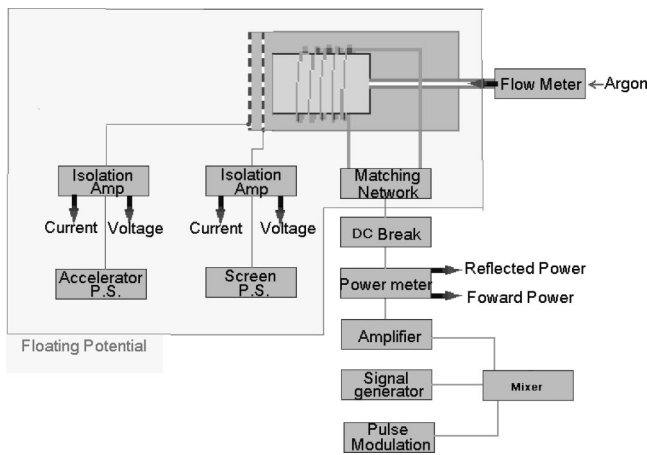 Flow Meter
Argon
Isolation
Amp
Isolation
Amp
Matching
Network
Current
Voltage
Current
Voltage
DC Break
Accelerator
P.S.
Screen
P.S.
Power meter
Reflected Power
Foward Power
Floating Potential
Amplifier
Signal
generator
Mixer
Pulse
Modulation